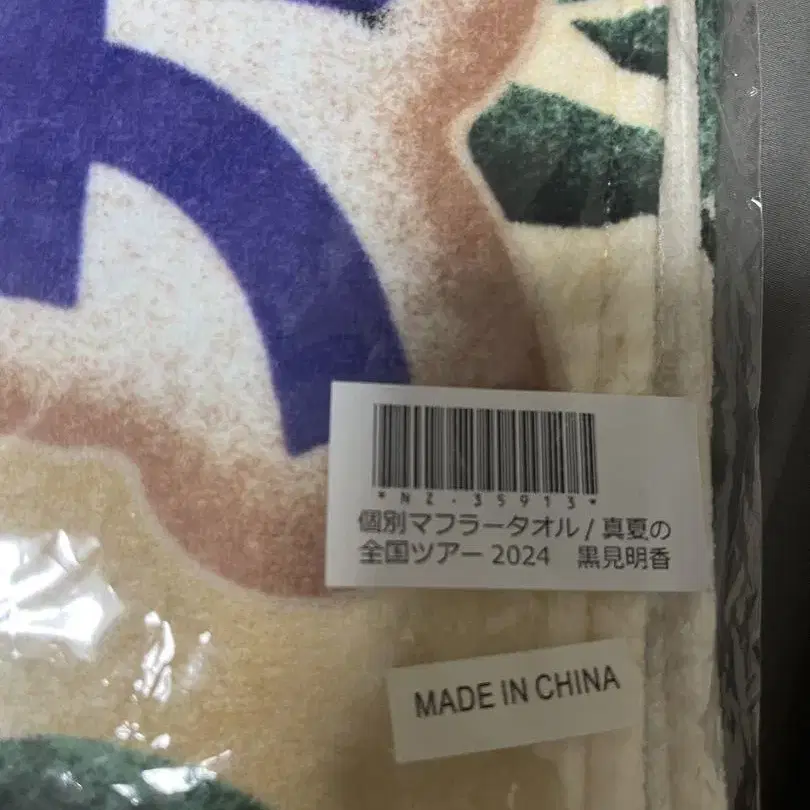 *NZ-35913*
個別マフラータオル / 真夏の
全国ツアー 2024　黒見明香
MADE IN CHINA